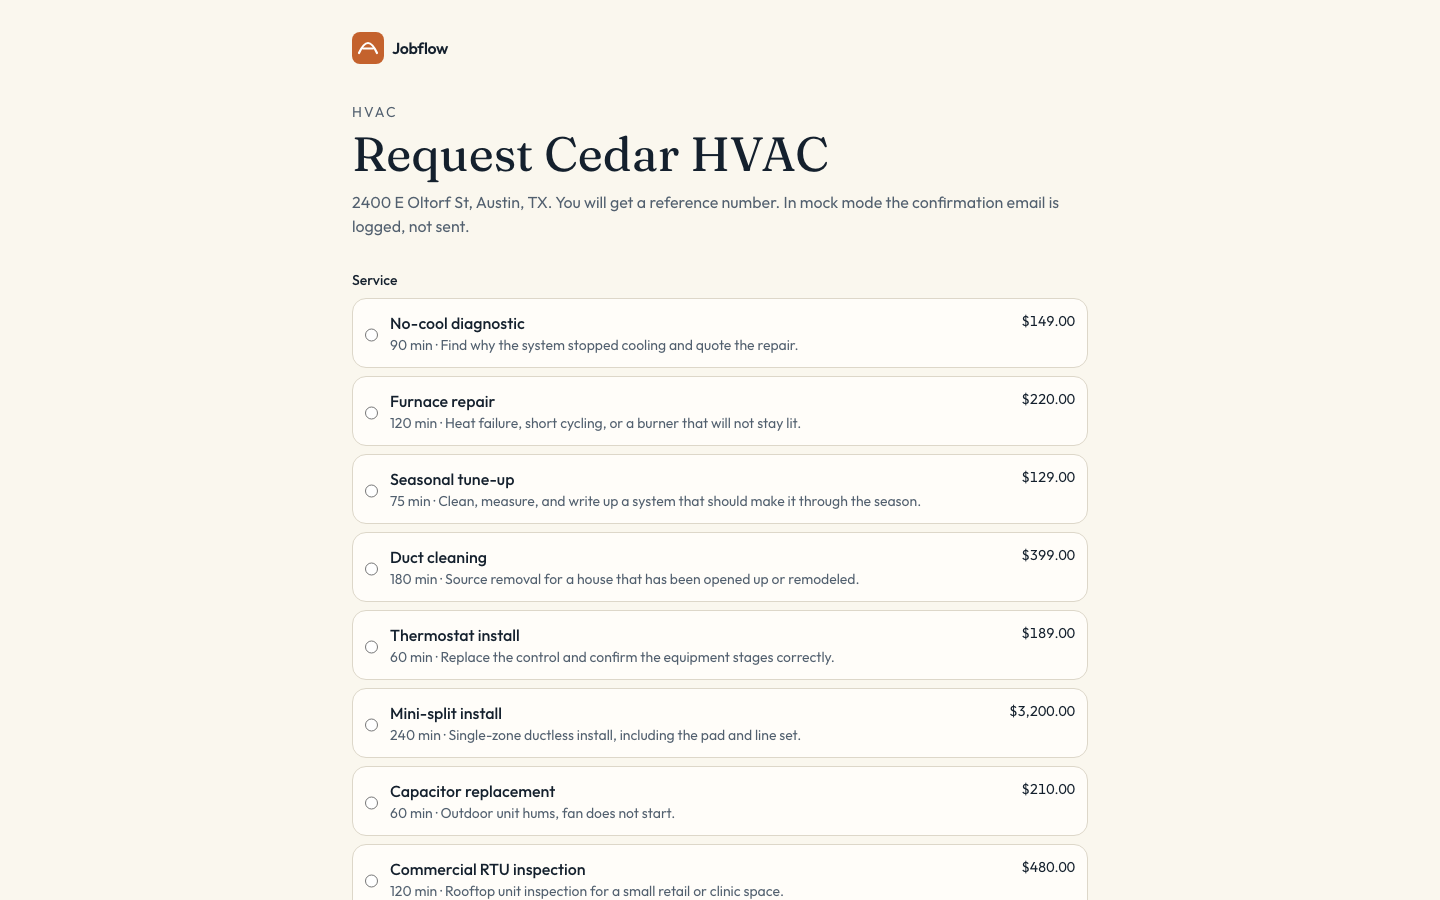 Jobflow
HVAC
Request Cedar HVAC
2400 E Oltorf St, Austin, TX. You will get a reference number. In mock mode the confirmation email is
logged, not sent.
Service
No-cool diagnostic
$149.00
90 min · Find why the system stopped cooling and quote the repair.
Furnace repair
$220.00
120 min · Heat failure, short cycling, or a burner that will not stay lit.
Seasonal tune-up
$129.00
75 min · Clean, measure, and write up a system that should make it through the season.
Duct cleaning
$399.00
180 min · Source removal for a house that has been opened up or remodeled.
Thermostat install
$189.00
60 min · Replace the control and confirm the equipment stages correctly.
Mini-split install
$3,200.00
240 min · Single-zone ductless install, including the pad and line set.
Capacitor replacement
$210.00
60 min · Outdoor unit hums, fan does not start.
Commercial RTU inspection
$480.00
120 min · Rooftop unit inspection for a small retail or clinic space.